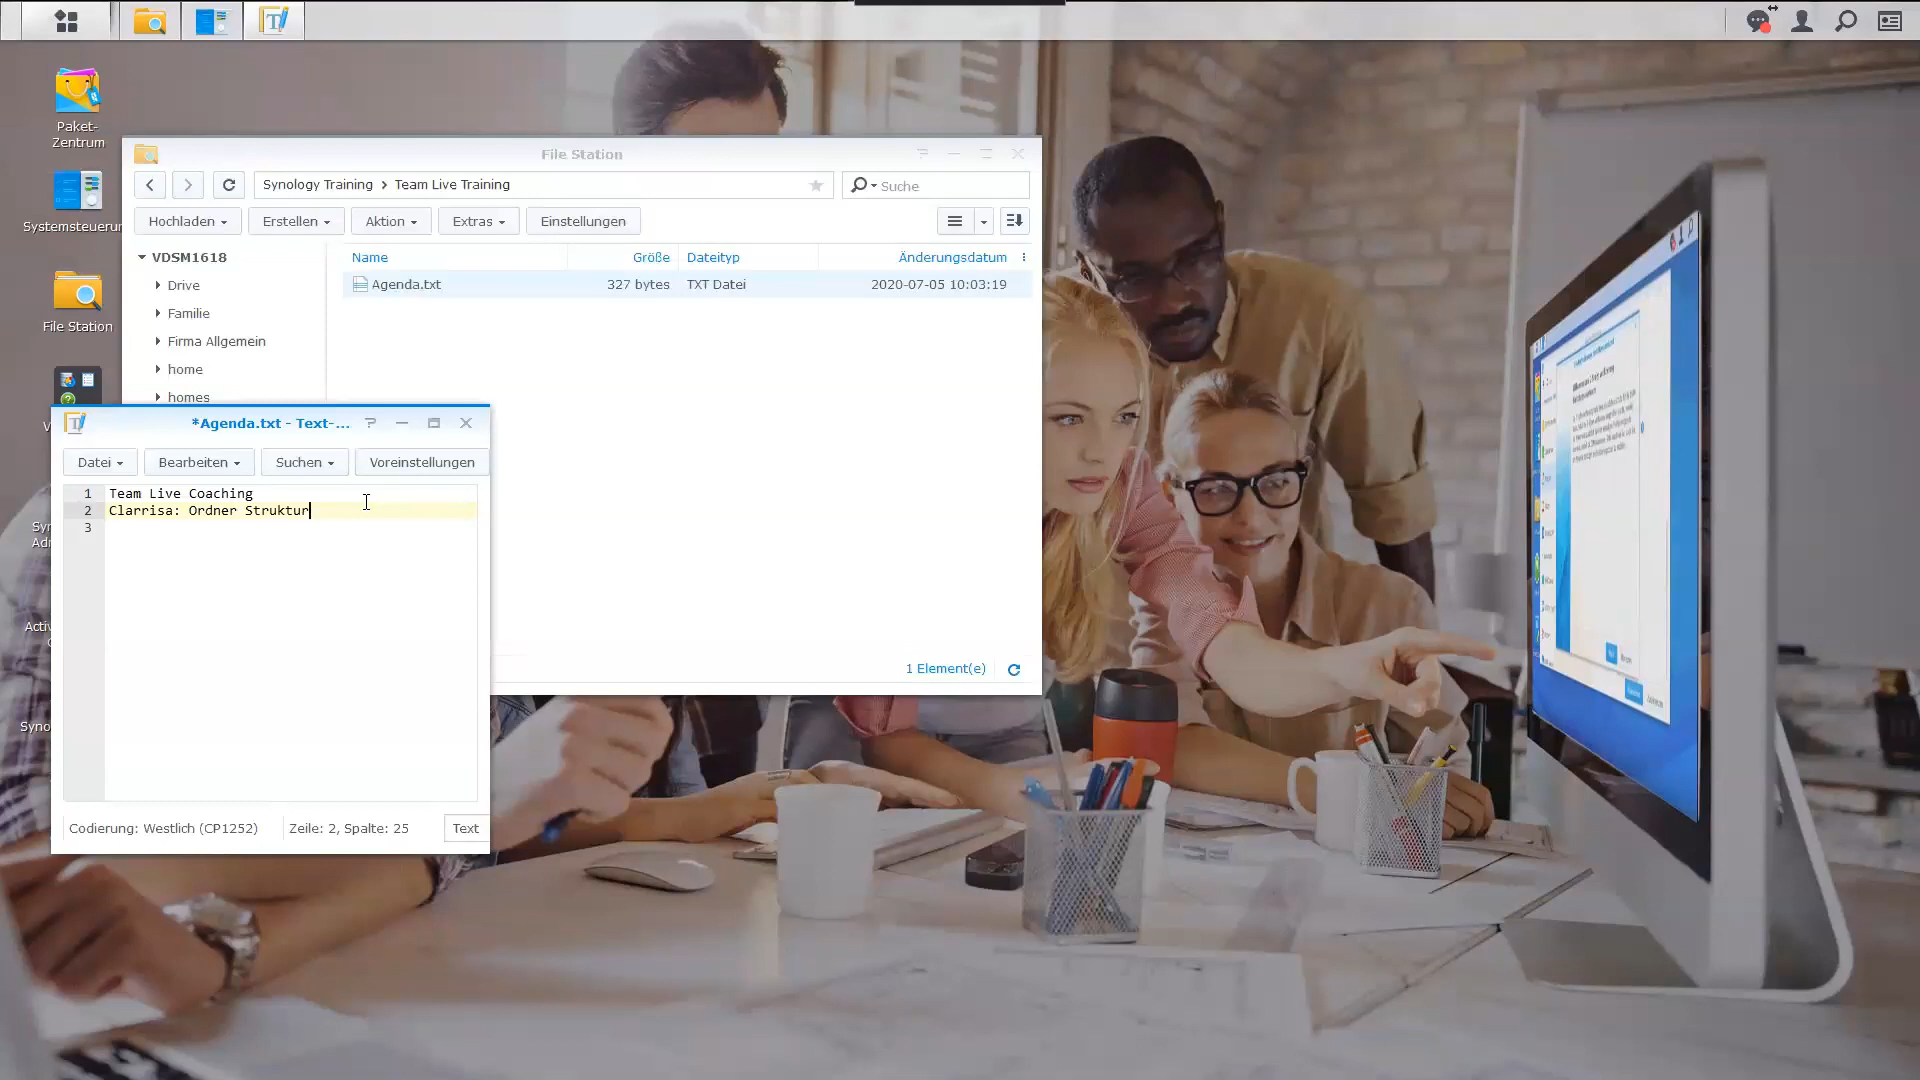 Paket-
Zentrum
Systemsteuerun
File Station
File Station
Synology Training > Team Live Training
Suche
Hochladen
Erstellen
Aktion
Extras
Einstellungen
VDSM1618
Drive
Familie
Firma Allgemein
home
homes
Name
Größe
Dateityp
Änderungsdatum
Agenda.txt
327 bytes
TXT Datei
2020-07-05 10:03:19
1 Element(e)
*Agenda.txt - Text-...
Datei
Bearbeiten
Suchen
Voreinstellungen
1 Team Live Coaching
2 Clarrisa: Ordner Struktur
3
Codierung: Westlich (CP1252)
Zeile: 2, Spalte: 25
Text